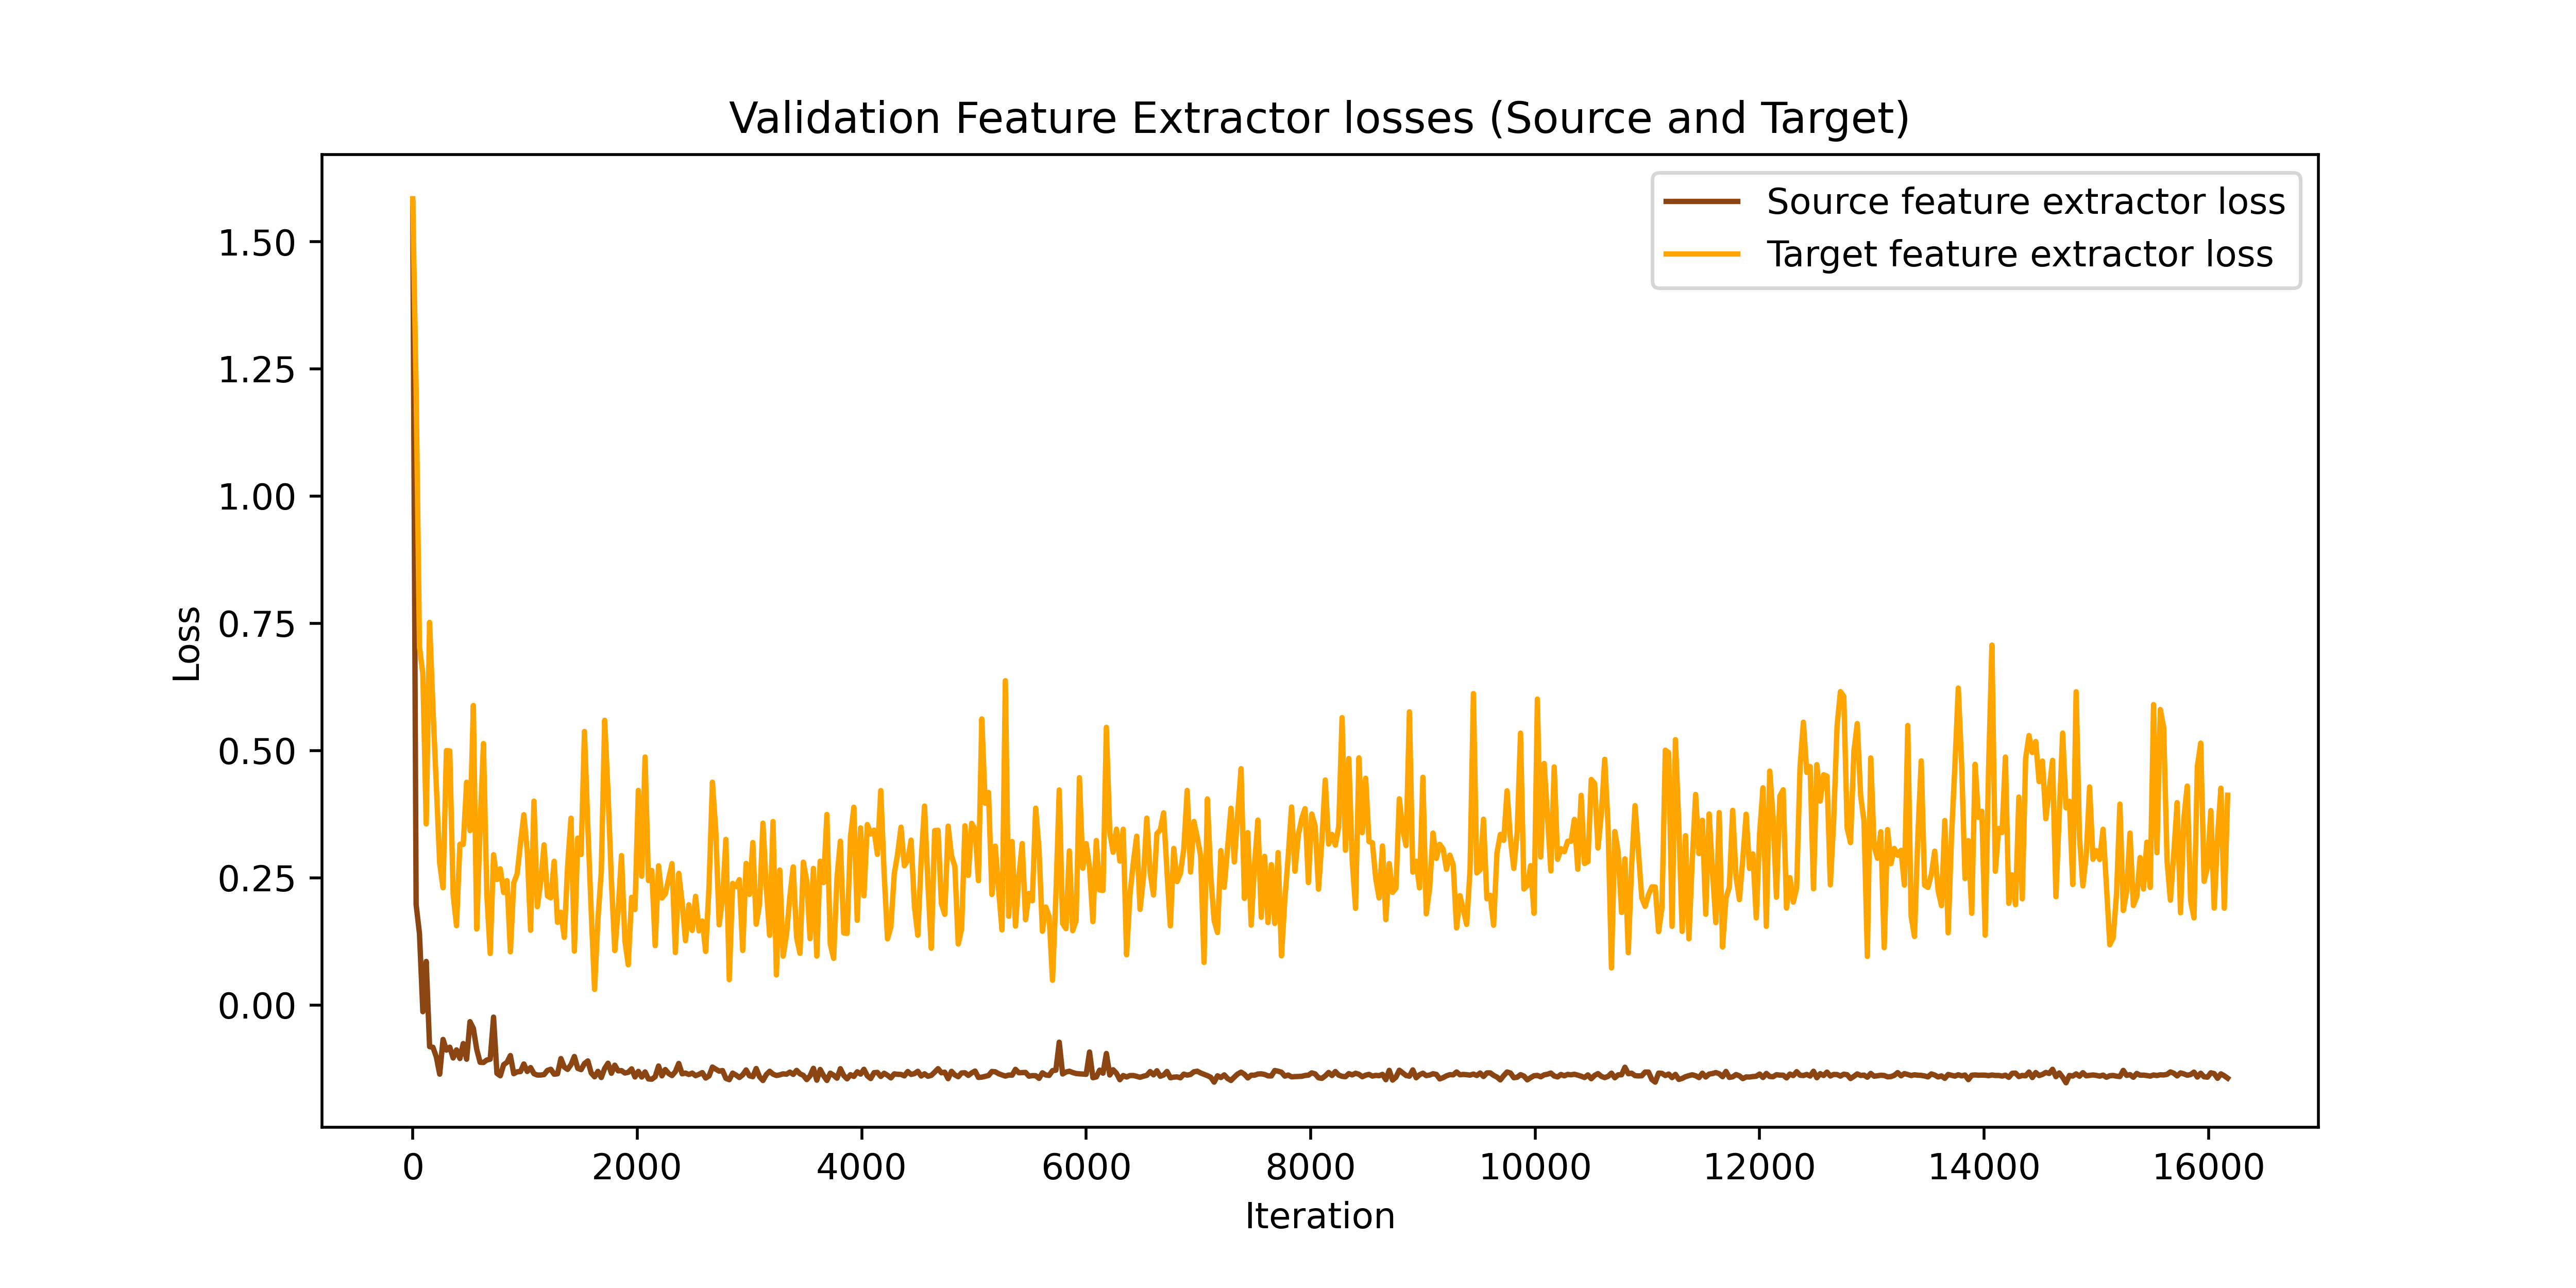 Validation Feature Extractor losses (Source and Target)
Source feature extractor loss
Target feature extractor loss
Loss
1.50
1.25
1.00
0.75
0.50
0.25
0.00
0 2000 4000 6000 8000 10000 12000 14000 16000
Iteration